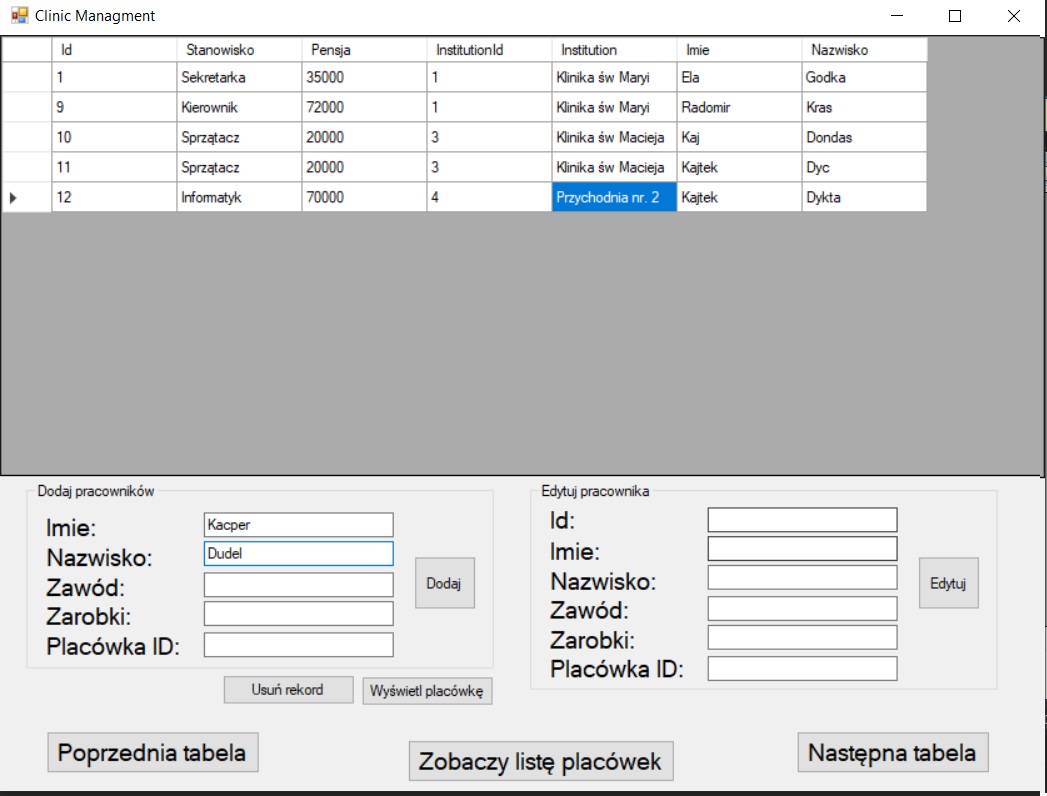 Clinic Managment
Id Stanowisko Pensja InstitutionId Institution Imie Nazwisko
1 Sekretarka 35000 1 Klinika św Maryi Ela Godka
9 Kierownik 72000 1 Klinika św Maryi Radomir Kras
10 Sprzątacz 20000 3 Klinika św Macieja Kaj Dondas
11 Sprzątacz 20000 3 Klinika św Macieja Kajtek Dyc
12 Informatyk 70000 4 Przychodnia nr. 2 Kajtek Dykta
Dodaj pracowników
Imie: Kacper
Nazwisko: Dudel
Zawód:
Zarobki:
Placówka ID:
Dodaj
Usuń rekord Wyświetl placówkę
Edytuj pracownika
Id:
Imie:
Nazwisko:
Zawód:
Zarobki:
Placówka ID:
Edytuj
Poprzednia tabela Zobaczy listę placówek Następna tabela